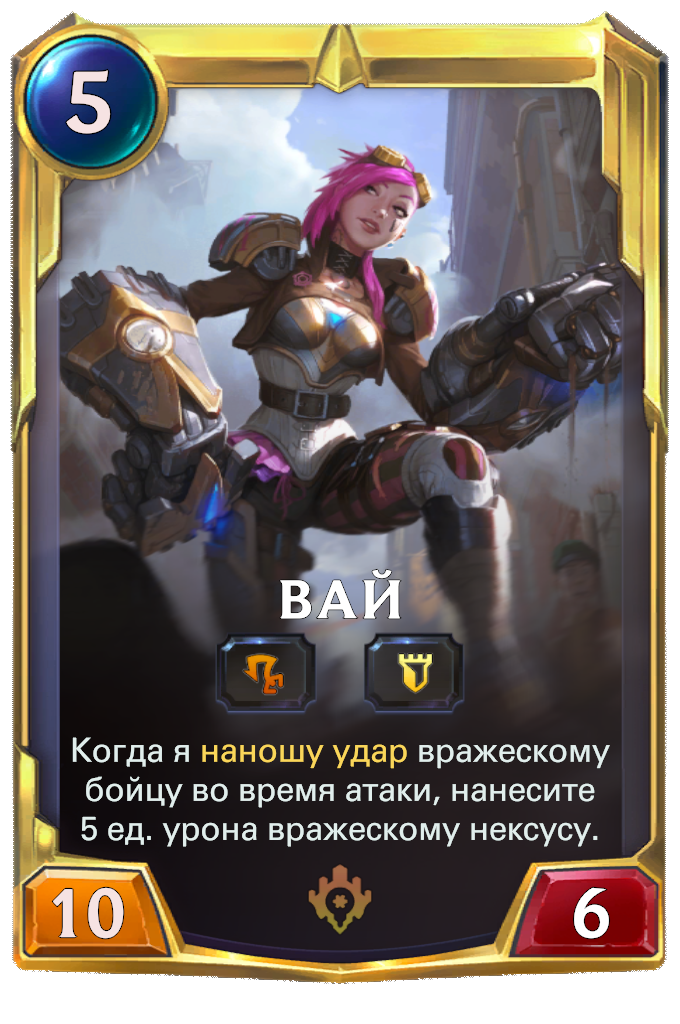 5
ВАЙ
Когда я наношу удар вражескому
бойцу во время атаки, нанесите
5 ед. урона вражескому нексусу.
10
6